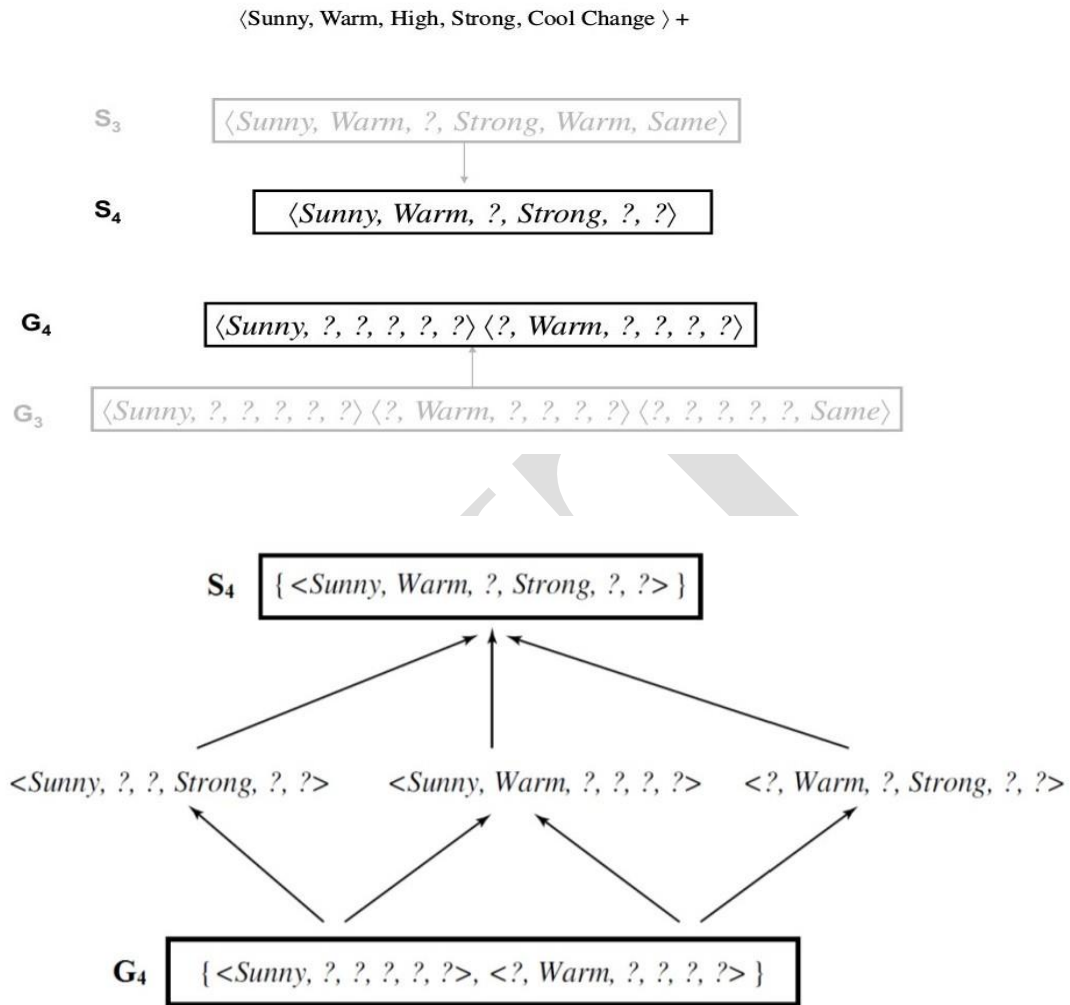 ⟨Sunny, Warm, High, Strong, Cool Change ⟩ +
S₃ ⟨Sunny, Warm, ?, Strong, Warm, Same⟩
S₄ ⟨Sunny, Warm, ?, Strong, ?, ?⟩
G₄ ⟨Sunny, ?, ?, ?, ?, ?⟩ ⟨?, Warm, ?, ?, ?, ?⟩
G₃ ⟨Sunny, ?, ?, ?, ?, ?⟩ ⟨?, Warm, ?, ?, ?, ?⟩ ⟨?, ?, ?, ?, ?, Same⟩
S₄ { <Sunny, Warm, ?, Strong, ?, ?> }
<Sunny, ?, ?, Strong, ?, ?> <Sunny, Warm, ?, ?, ?, ?> <?, Warm, ?, Strong, ?, ?>
G₄ { <Sunny, ?, ?, ?, ?, ?>, <?, Warm, ?, ?, ?, ?> }